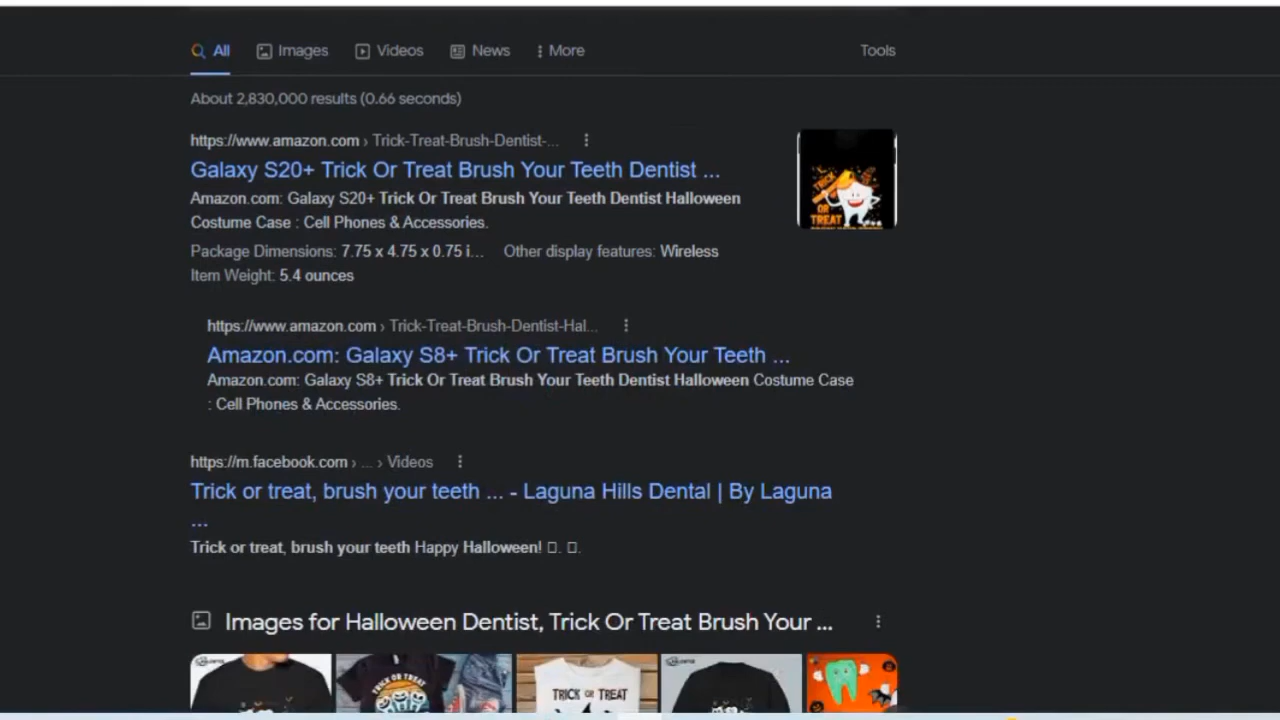 All Images Videos News More Tools
About 2,830,000 results (0.66 seconds)
https://www.amazon.com › Trick-Treat-Brush-Dentist-...
Galaxy S20+ Trick Or Treat Brush Your Teeth Dentist ...
Amazon.com: Galaxy S20+ Trick Or Treat Brush Your Teeth Dentist Halloween
Costume Case : Cell Phones & Accessories.
Package Dimensions: 7.75 x 4.75 x 0.75 i... Other display features: Wireless
Item Weight: 5.4 ounces
TRICK
OR
TREAT
https://www.amazon.com › Trick-Treat-Brush-Dentist-Hal...
Amazon.com: Galaxy S8+ Trick Or Treat Brush Your Teeth ...
Amazon.com: Galaxy S8+ Trick Or Treat Brush Your Teeth Dentist Halloween Costume Case
: Cell Phones & Accessories.
https://m.facebook.com › ... › Videos
Trick or treat, brush your teeth ... - Laguna Hills Dental | By Laguna
...
Trick or treat, brush your teeth Happy Halloween! □. □.
Images for Halloween Dentist, Trick Or Treat Brush Your ...
TRICK OR TREAT
TRICK OR TREAT